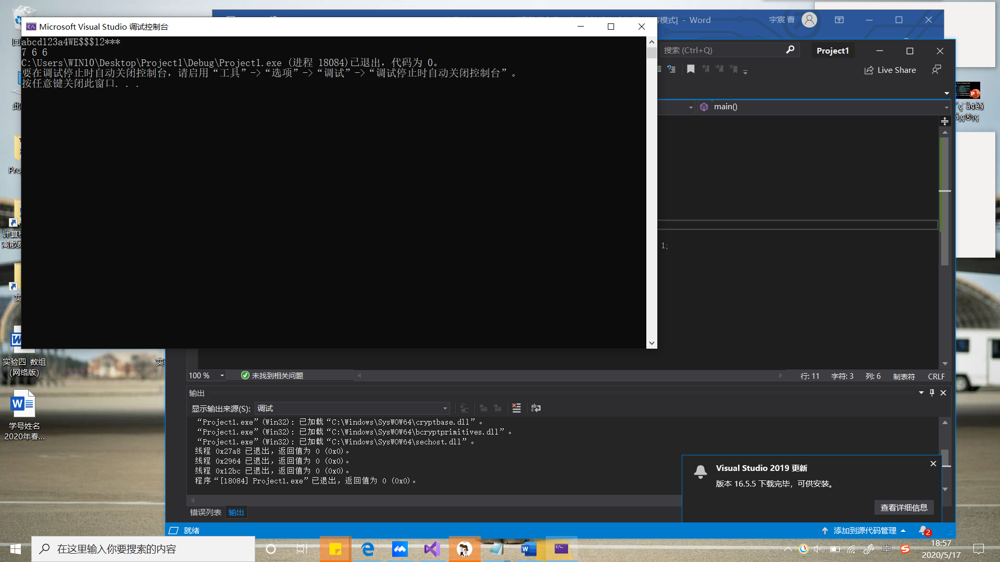 Microsoft Visual Studio 调试控制台
abcd123a4WE$$$12***
7 6 6
C:\Users\WIN10\Desktop\Project1\Debug\Project1.exe (进程 18084)已退出，代码为 0。
要在调试停止时自动关闭控制台，请启用“工具”->“选项”->“调试”->“调试停止时自动关闭控制台”。
按任意键关闭此窗口. . .
模式] - Word
宇宸 曹
搜索 (Ctrl+Q)
Project1
Live Share
main()
1;
回
此
Pro
计算机
离散数
实
实验四 数组
(网络版)
实
学号姓名
2020年春...
100 %
未找到相关问题
行: 11
字符: 3
列: 6
制表符
CRLF
输出
显示输出来源(S):
调试
“Project1.exe”(Win32): 已加载“C:\Windows\SysWOW64\cryptbase.dll”。
“Project1.exe”(Win32): 已加载“C:\Windows\SysWOW64\bcryptprimitives.dll”。
“Project1.exe”(Win32): 已加载“C:\Windows\SysWOW64\sechost.dll”。
线程 0x27a8 已退出，返回值为 0 (0x0)。
线程 0x2964 已退出，返回值为 0 (0x0)。
线程 0x12bc 已退出，返回值为 0 (0x0)。
程序“[18084] Project1.exe”已退出，返回值为 0 (0x0)。
错误列表
输出
Visual Studio 2019 更新
版本 16.5.5 下载完毕，可供安装。
查看详细信息
就绪
添加到源代码管理
2
在这里输入你要搜索的内容
中
18:57
2020/5/17